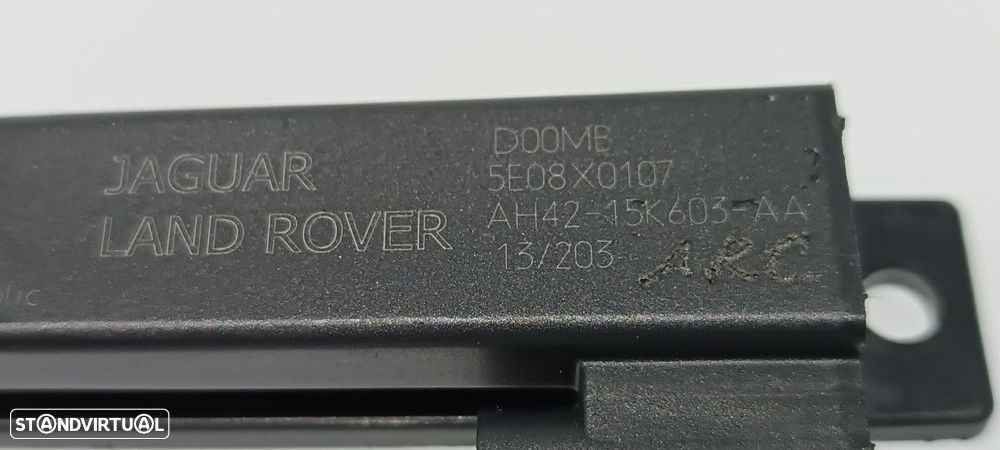 JAGUAR
LAND ROVER
D00MB
5E08X0107
AH42-15K603-AA
13/203
ARC
STANDVIRTUAL